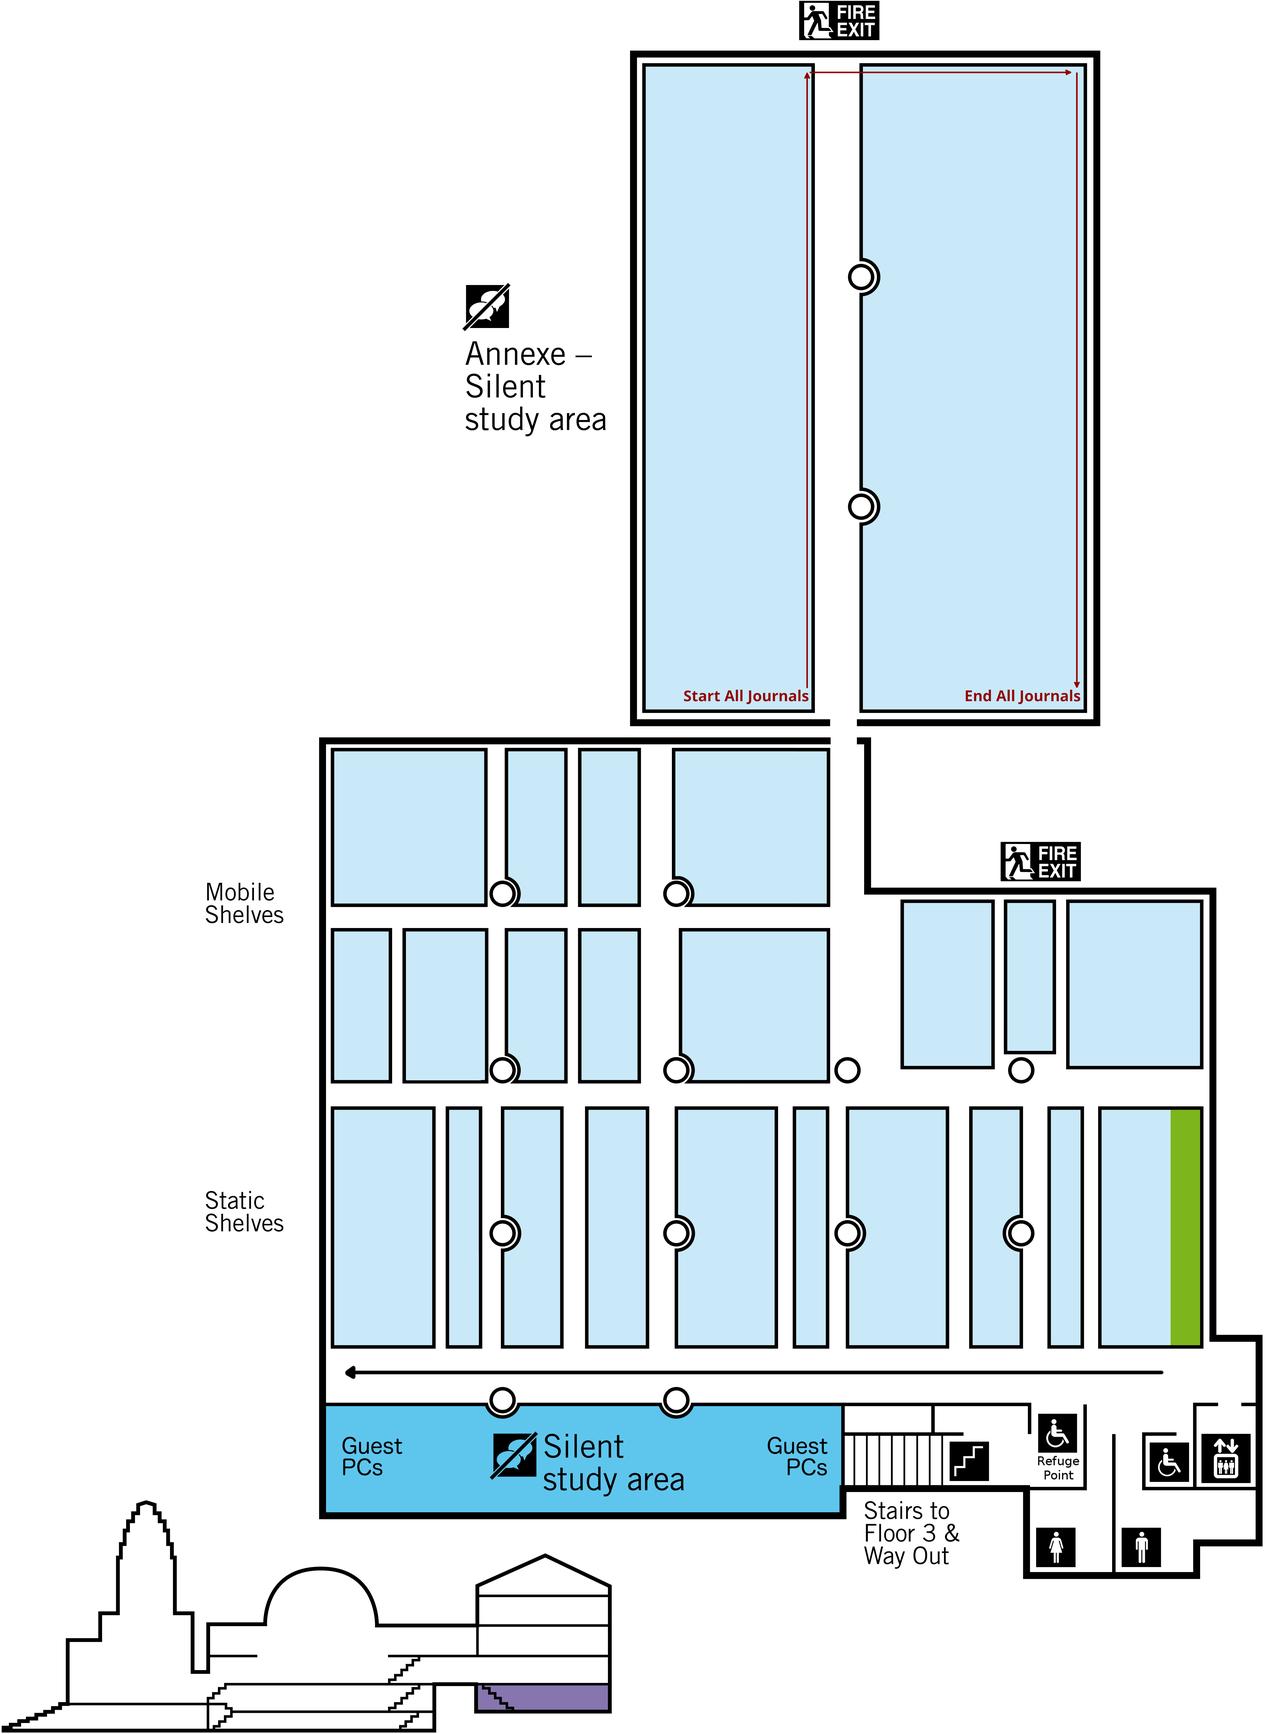 FIRE
EXIT
Annexe –
Silent
study area
Start All Journals
End All Journals
Mobile
Shelves
FIRE
EXIT
Static
Shelves
Guest
PCs
Silent
study area
Guest
PCs
Refuge
Point
Stairs to
Floor 3 &
Way Out